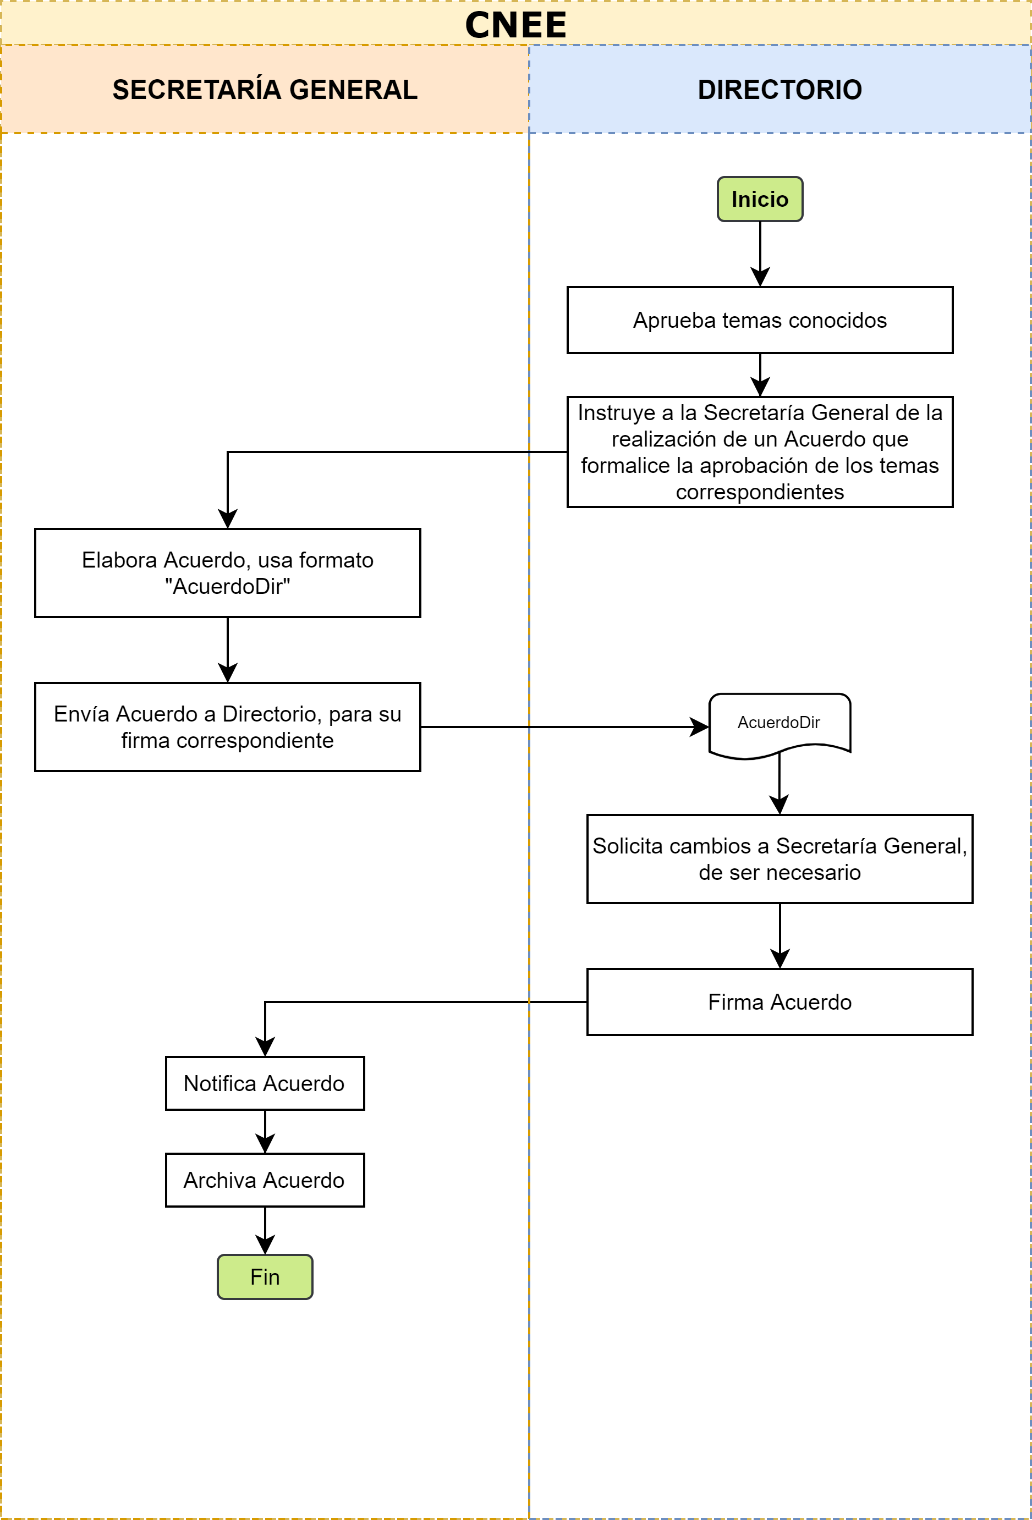 CNEE
SECRETARÍA GENERAL
DIRECTORIO
Inicio
Aprueba temas conocidos
Instruye a la Secretaría General de la
realización de un Acuerdo que
formalice la aprobación de los temas
correspondientes
Elabora Acuerdo, usa formato
"AcuerdoDir"
Envía Acuerdo a Directorio, para su
firma correspondiente
AcuerdoDir
Solicita cambios a Secretaría General,
de ser necesario
Firma Acuerdo
Notifica Acuerdo
Archiva Acuerdo
Fin